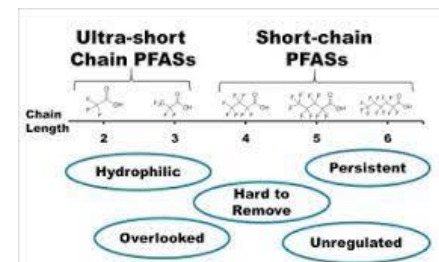 Ultra-short
Chain PFASs
Short-chain
PFASs
Chain
Length
2 3 4 5 6
Hydrophilic
Persistent
Hard to
Remove
Overlooked
Unregulated